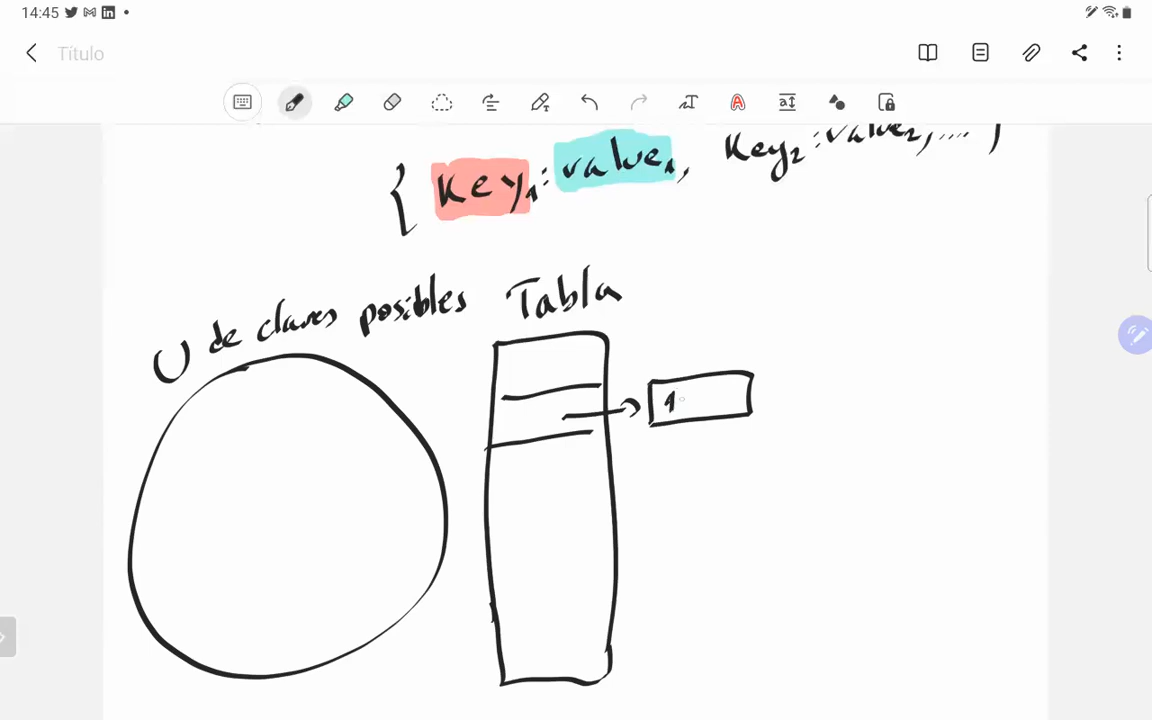 14:45
Título
{ Key1: value1, Key2: value2, .... }
U de claves posibles
Tabla
1